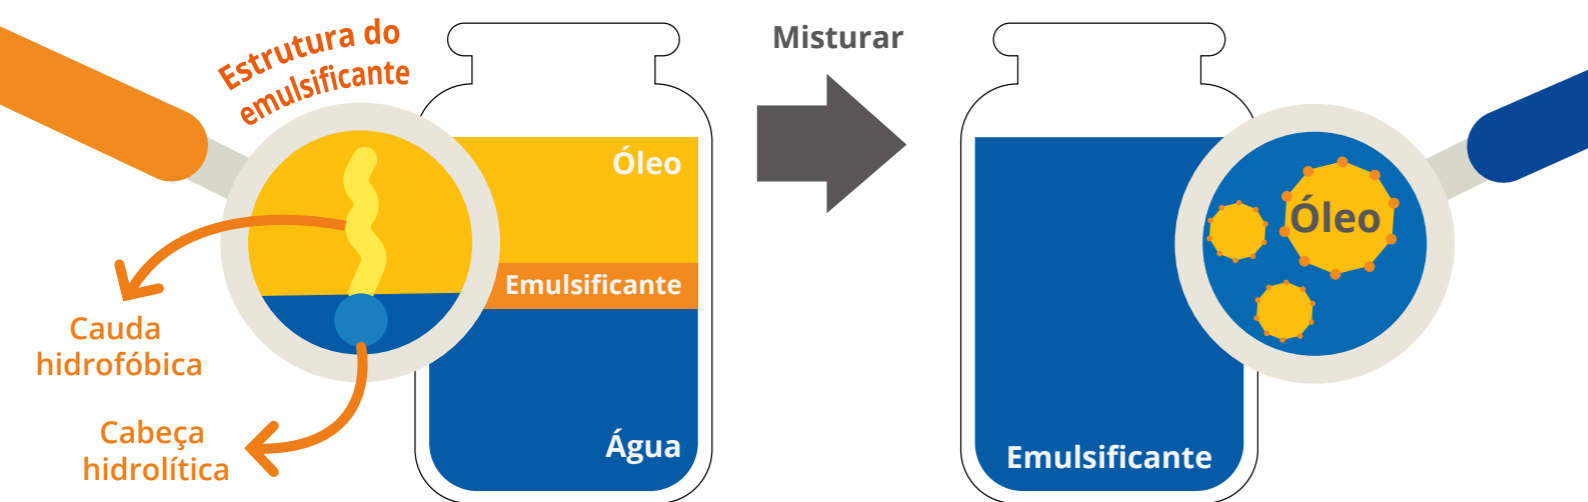 Estrutura do
emulsificante
Cauda
hidrofóbica
Cabeça
hidrolítica
Óleo
Emulsificante
Água
Misturar
Óleo
Emulsificante